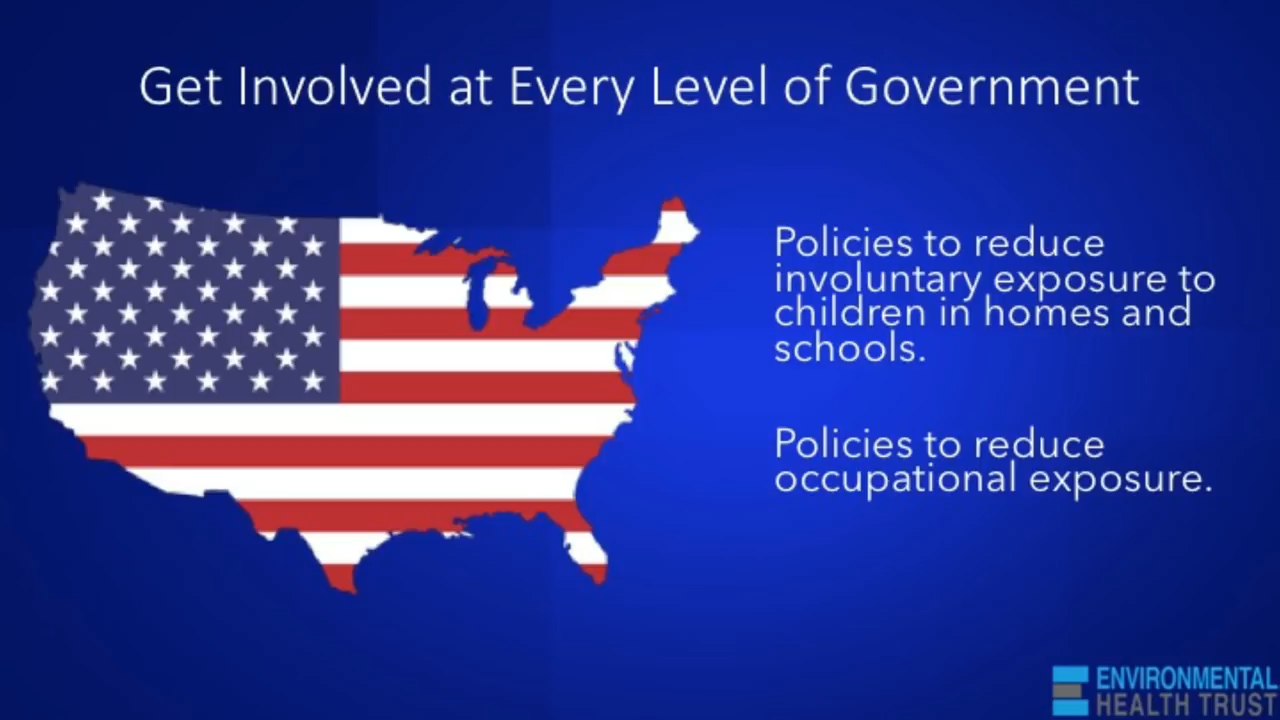 Get Involved at Every Level of Government
Policies to reduce
involuntary exposure to
children in homes and
schools.
Policies to reduce
occupational exposure.
ENVIRONMENTAL
HEALTH TRUST